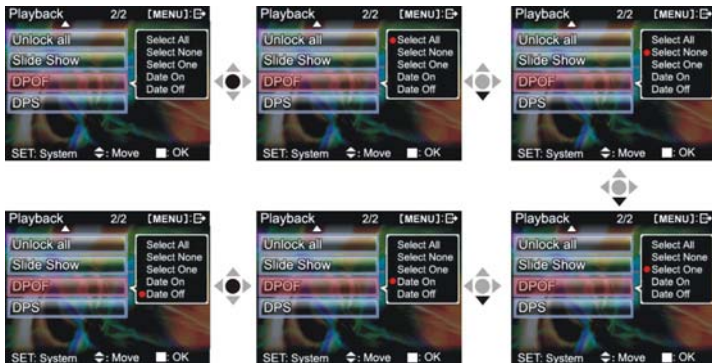 Playback 2/2 [MENU]:
Unlock all
Slide Show
DPOF
DPS
Select All
Select None
Select One
Date On
Date Off
SET: System : Move : OK
Playback 2/2 [MENU]:
Unlock all
Slide Show
DPOF
DPS
Select All
Select None
Select One
Date On
Date Off
SET: System : Move : OK
Playback 2/2 [MENU]:
Unlock all
Slide Show
DPOF
DPS
Select All
Select None
Select One
Date On
Date Off
SET: System : Move : OK
Playback 2/2 [MENU]:
Unlock all
Slide Show
DPOF
DPS
Select All
Select None
Select One
Date On
Date Off
SET: System : Move : OK
Playback 2/2 [MENU]:
Unlock all
Slide Show
DPOF
DPS
Select All
Select None
Select One
Date On
Date Off
SET: System : Move : OK
Playback 2/2 [MENU]:
Unlock all
Slide Show
DPOF
DPS
Select All
Select None
Select One
Date On
Date Off
SET: System : Move : OK